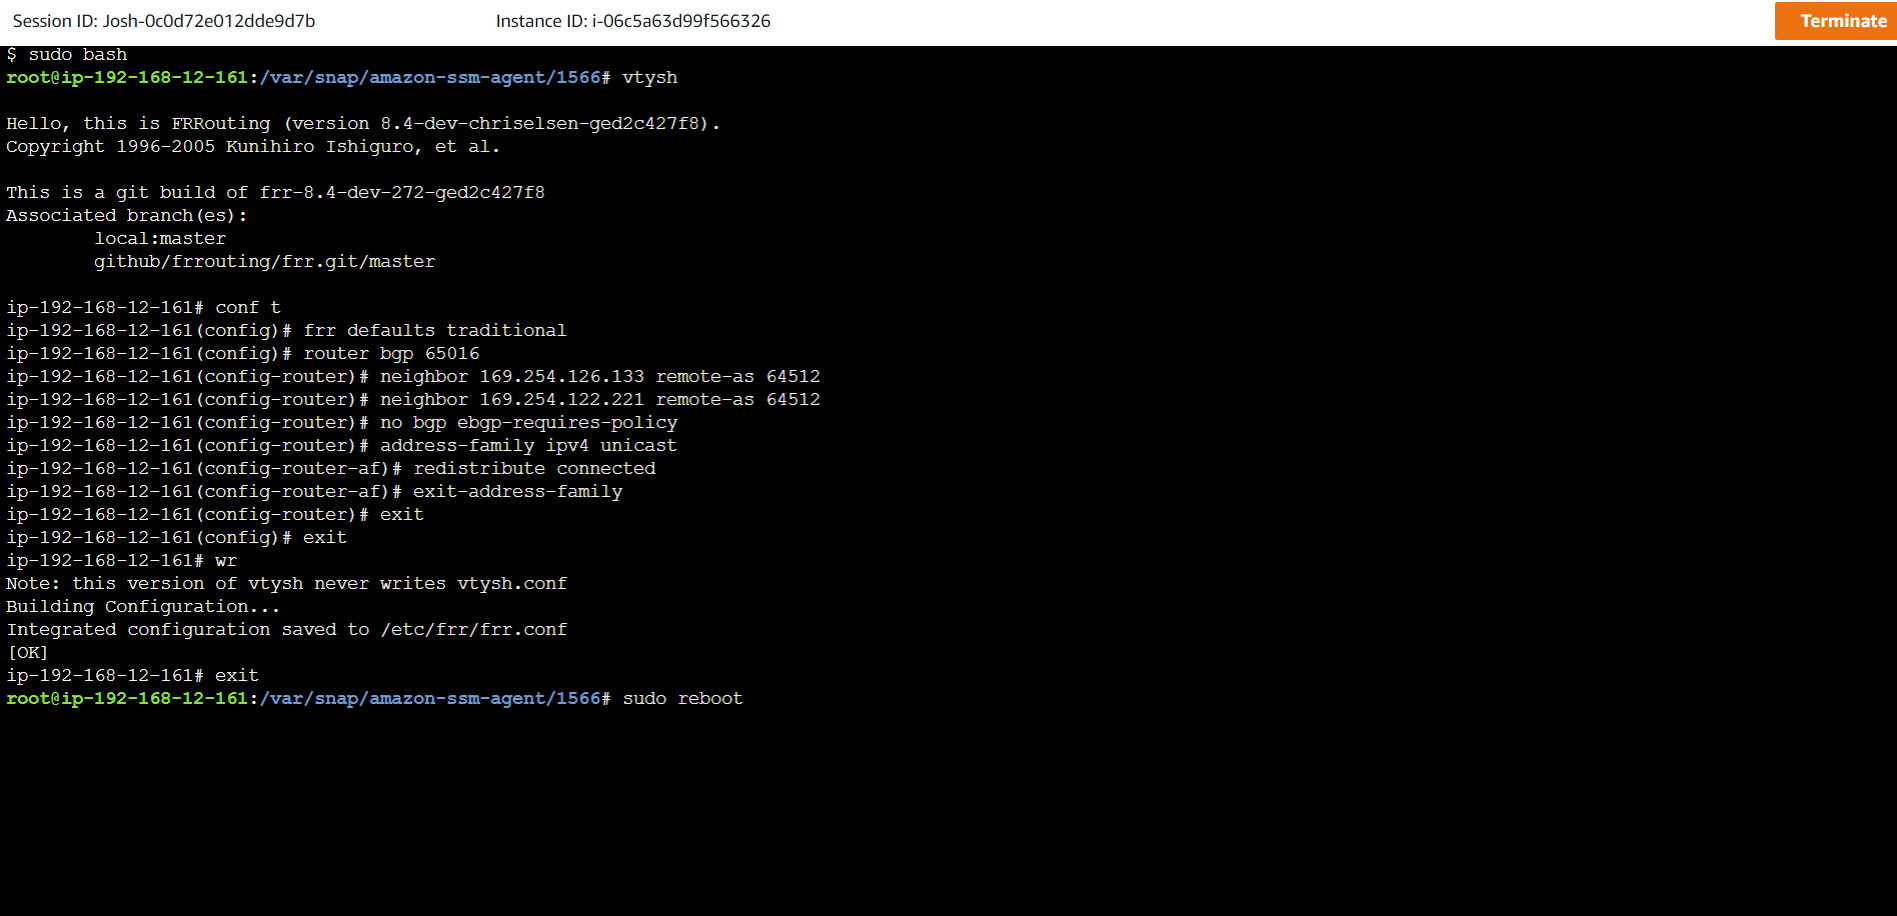 Session ID: Josh-0c0d72e012dde9d7b Instance ID: i-06c5a63d99f566326 Terminate
$ sudo bash
root@ip-192-168-12-161:/var/snap/amazon-ssm-agent/1566# vtysh
Hello, this is FRRouting (version 8.4-dev-chriselsen-ged2c427f8).
Copyright 1996-2005 Kunihiro Ishiguro, et al.
This is a git build of frr-8.4-dev-272-ged2c427f8
Associated branch(es):
local:master
github/frrouting/frr.git/master
ip-192-168-12-161# conf t
ip-192-168-12-161(config)# frr defaults traditional
ip-192-168-12-161(config)# router bgp 65016
ip-192-168-12-161(config-router)# neighbor 169.254.126.133 remote-as 64512
ip-192-168-12-161(config-router)# neighbor 169.254.122.221 remote-as 64512
ip-192-168-12-161(config-router)# no bgp ebgp-requires-policy
ip-192-168-12-161(config-router)# address-family ipv4 unicast
ip-192-168-12-161(config-router-af)# redistribute connected
ip-192-168-12-161(config-router-af)# exit-address-family
ip-192-168-12-161(config-router)# exit
ip-192-168-12-161(config)# exit
ip-192-168-12-161# wr
Note: this version of vtysh never writes vtysh.conf
Building Configuration...
Integrated configuration saved to /etc/frr/frr.conf
[OK]
ip-192-168-12-161# exit
root@ip-192-168-12-161:/var/snap/amazon-ssm-agent/1566# sudo reboot